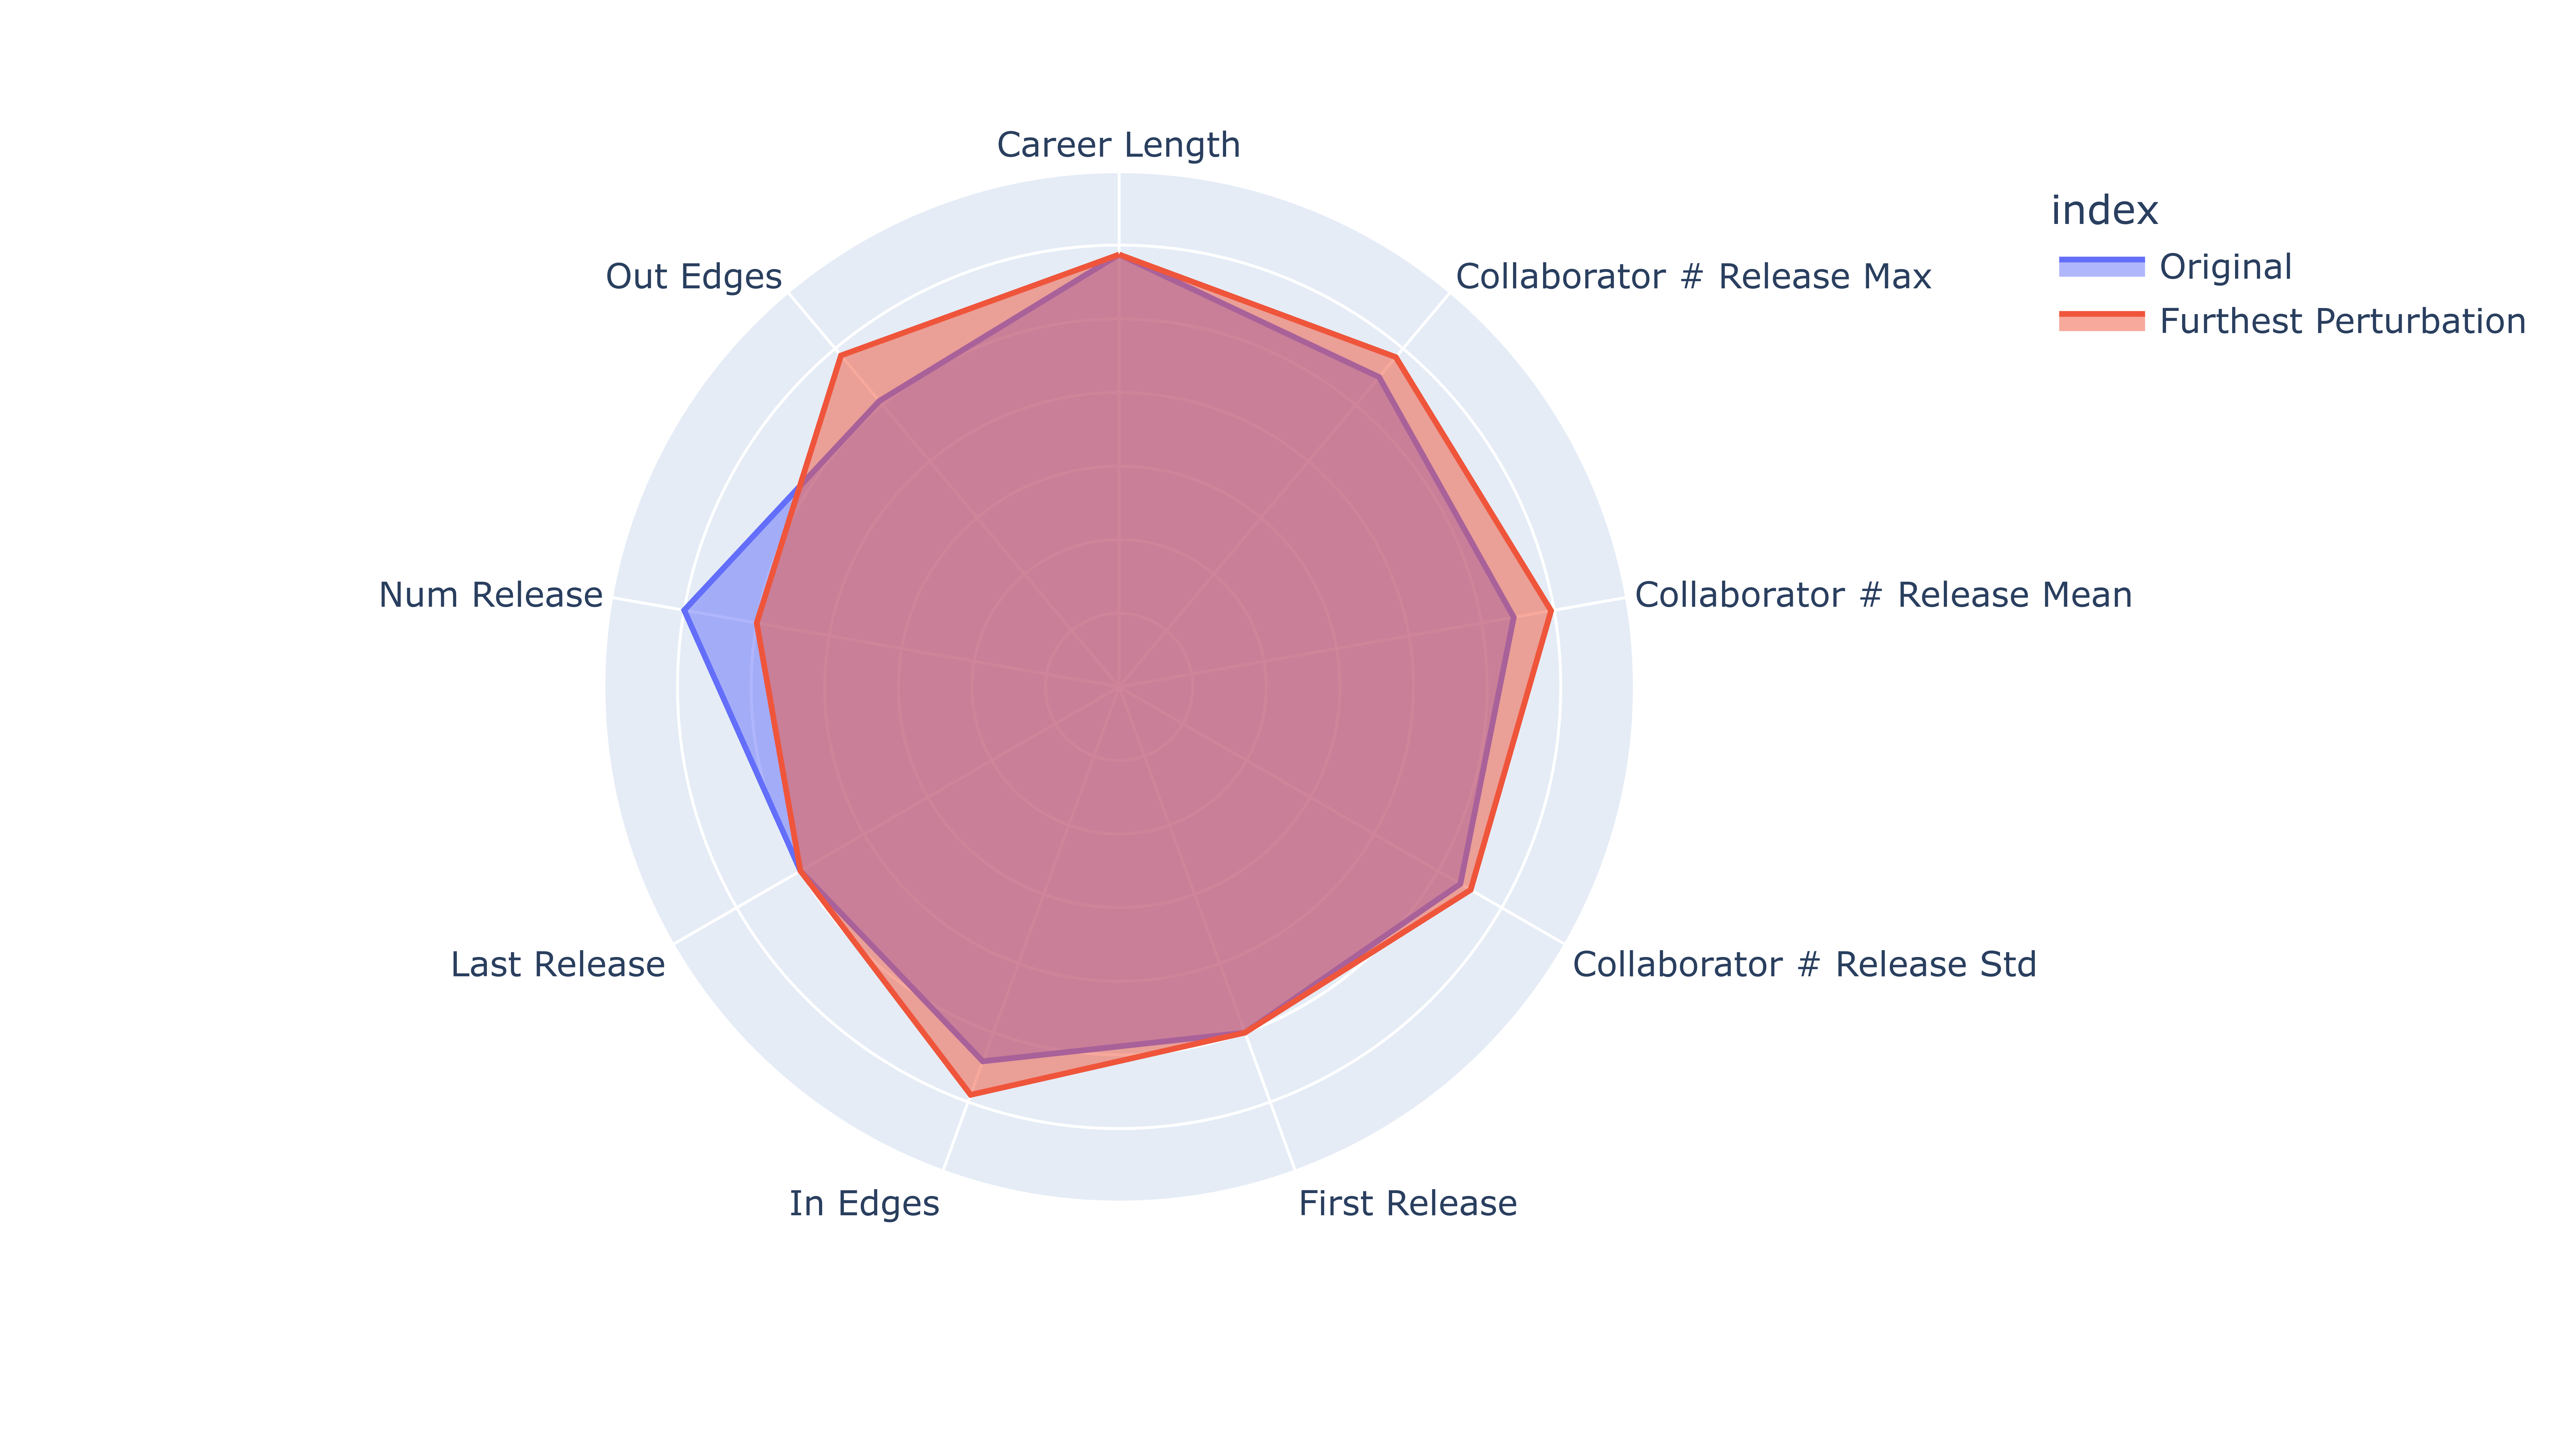 Career Length
Collaborator # Release Max
Collaborator # Release Mean
Collaborator # Release Std
First Release
In Edges
Last Release
Num Release
Out Edges
index
Original
Furthest Perturbation